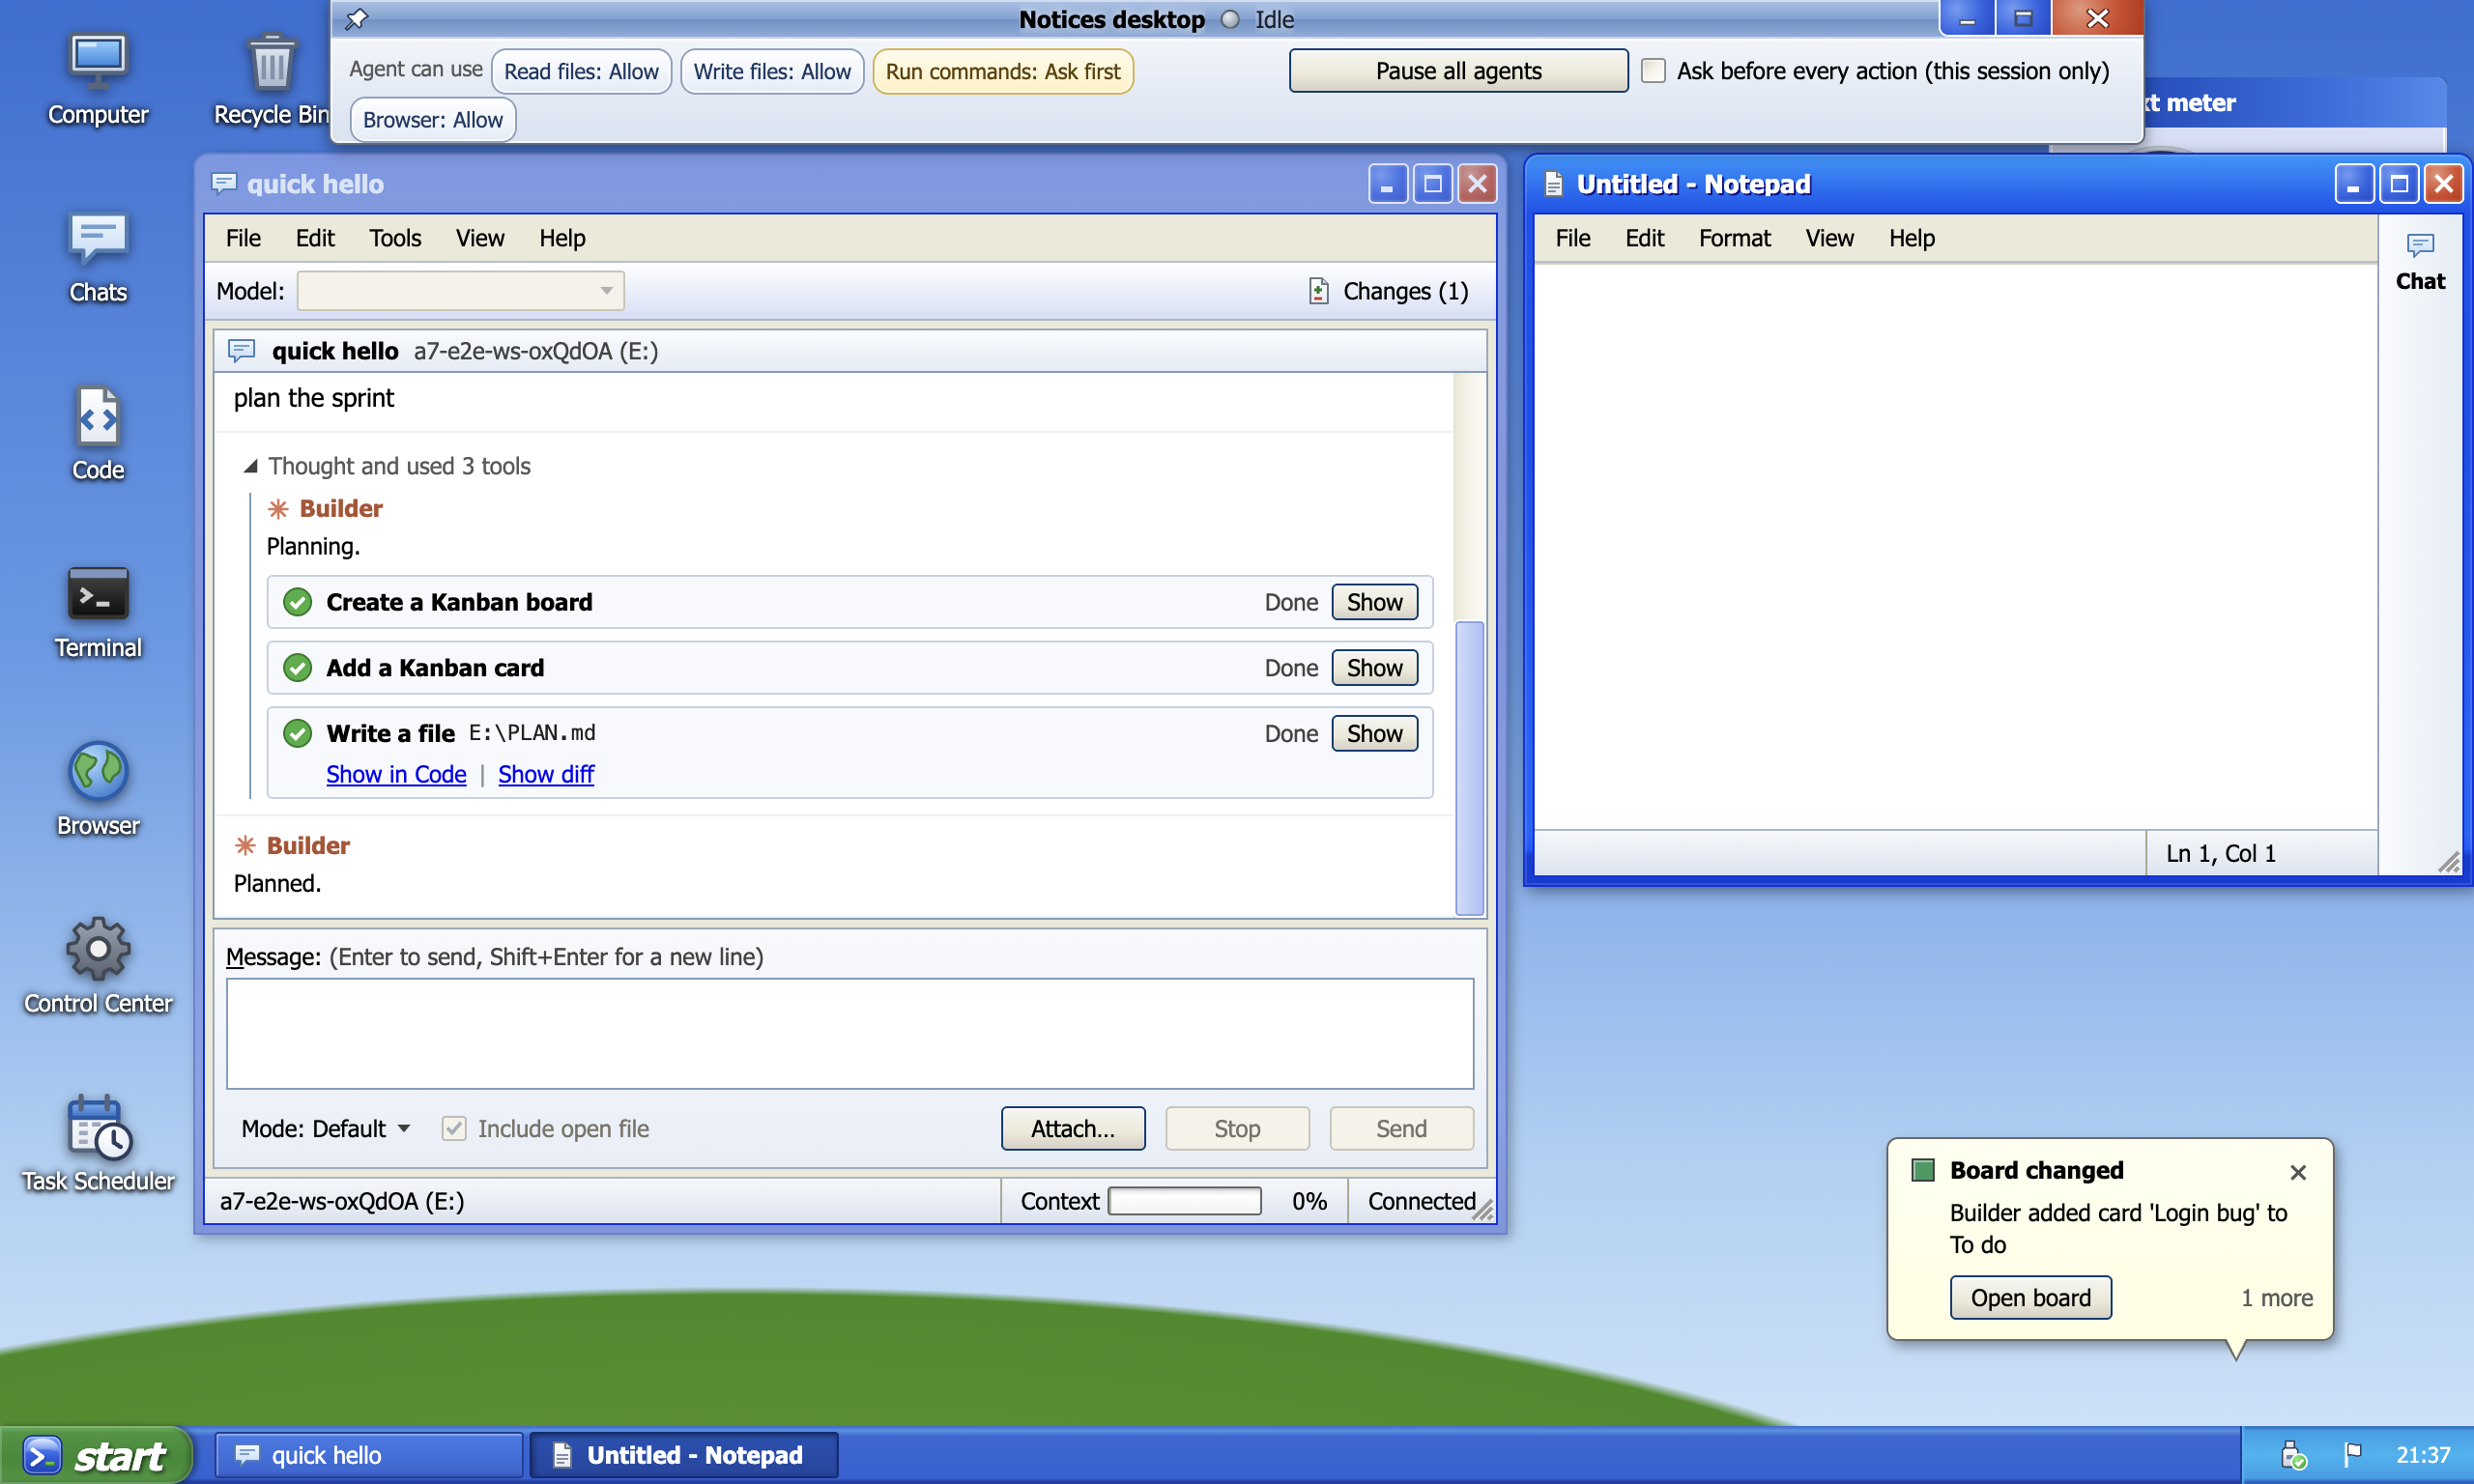 Notices desktop Idle
Agent can use Read files: Allow Write files: Allow Run commands: Ask first Pause all agents Ask before every action (this session only)
Browser: Allow
Computer
Recycle Bin
Chats
Code
Terminal
Browser
Control Center
Task Scheduler
meter
quick hello
File Edit Tools View Help
Model: Changes (1)
quick hello a7-e2e-ws-oxQdOA (E:)
plan the sprint
Thought and used 3 tools
Builder
Planning.
Create a Kanban board Done Show
Add a Kanban card Done Show
Write a file E:\PLAN.md Done Show
Show in Code | Show diff
Builder
Planned.
Message: (Enter to send, Shift+Enter for a new line)
Mode: Default Include open file Attach... Stop Send
a7-e2e-ws-oxQdOA (E:) Context 0% Connected
Untitled - Notepad
File Edit Format View Help
Chat
Ln 1, Col 1
Board changed
Builder added card 'Login bug' to
To do
Open board 1 more
start quick hello Untitled - Notepad 21:37